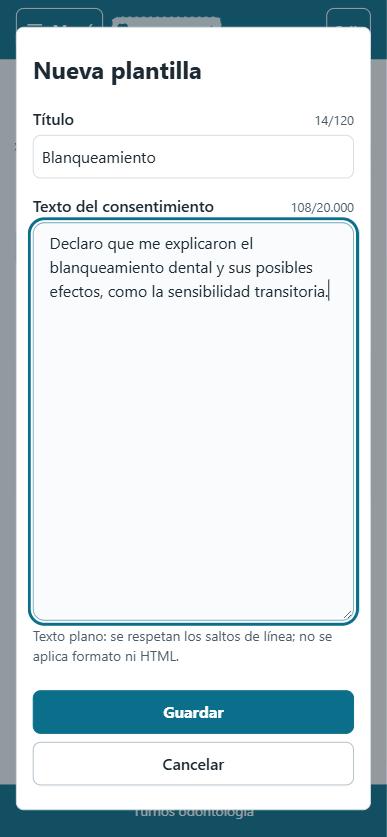 Nueva plantilla
Título 14/120
Blanqueamiento
Texto del consentimiento 108/20.000
Declaro que me explicaron el
blanqueamiento dental y sus posibles
efectos, como la sensibilidad transitoria.
Texto plano: se respetan los saltos de línea; no se
aplica formato ni HTML.
Guardar
Cancelar
Turnos odontología